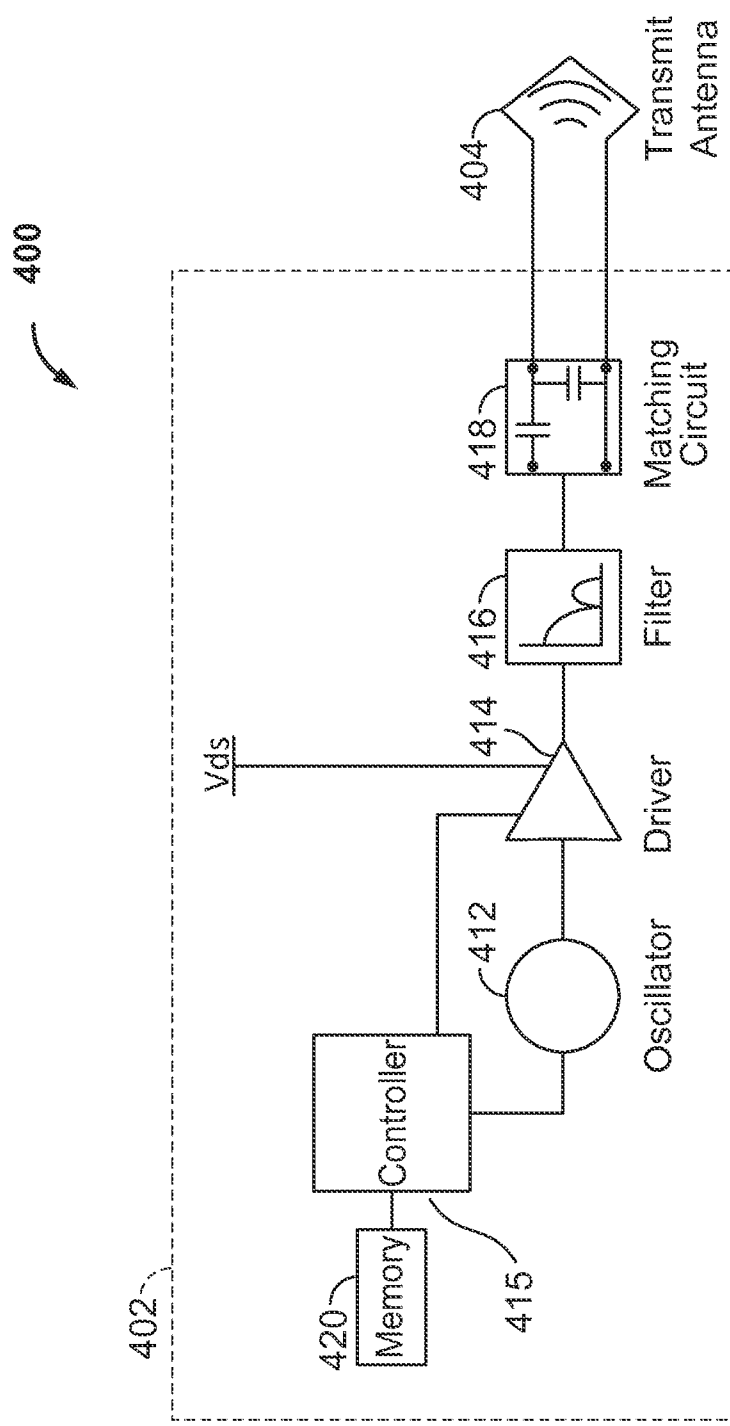 400
402
404
Transmit
Antenna
Vds
420
Memory
Controller
415
412
Oscillator
414
Driver
416
Filter
418
Matching
Circuit